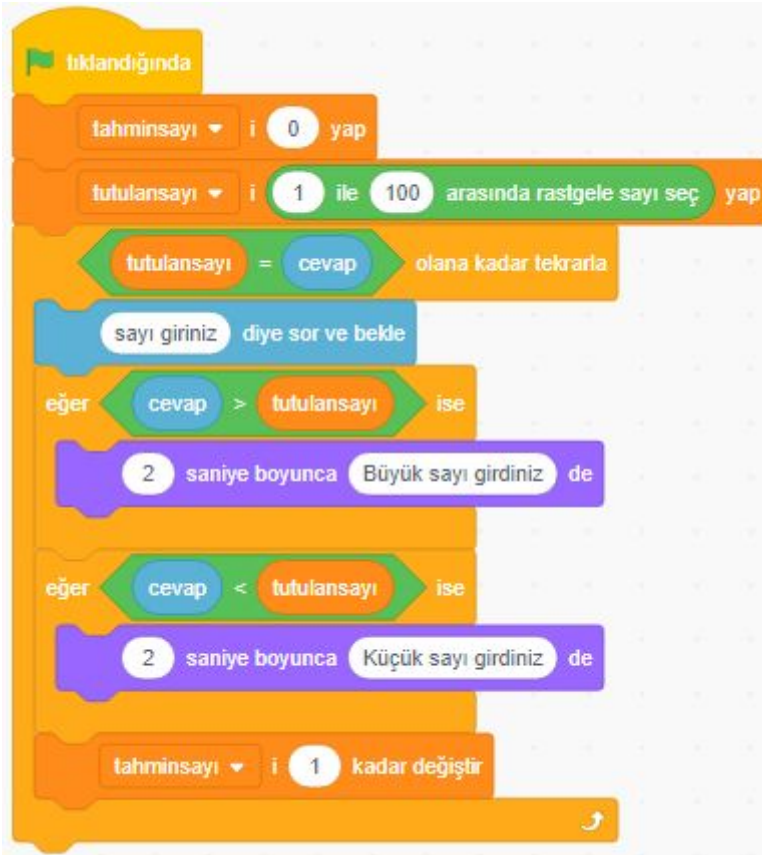 tıklandığında
tahminsayı i 0 yap
tutulansayı i 1 ile 100 arasında rastgele sayı seç yap
tutulansayı = cevap olana kadar tekrarla
sayı giriniz diye sor ve bekle
eğer cevap > tutulansayı ise
2 saniye boyunca Büyük sayı girdiniz de
eğer cevap < tutulansayı ise
2 saniye boyunca Küçük sayı girdiniz de
tahminsayı i 1 kadar değiştir